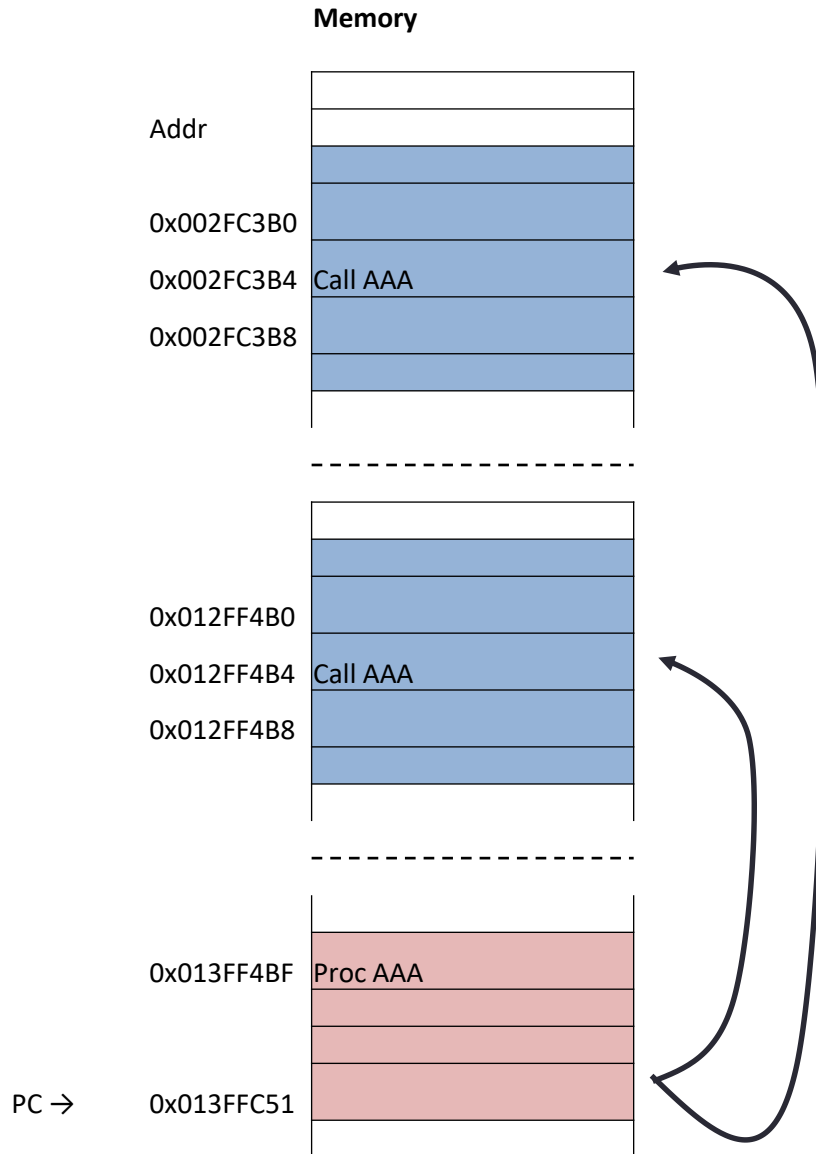 Memory
Addr
0x002FC3B0
0x002FC3B4 Call AAA
0x002FC3B8
0x012FF4B0
0x012FF4B4 Call AAA
0x012FF4B8
0x013FF4BF Proc AAA
PC → 0x013FFC51